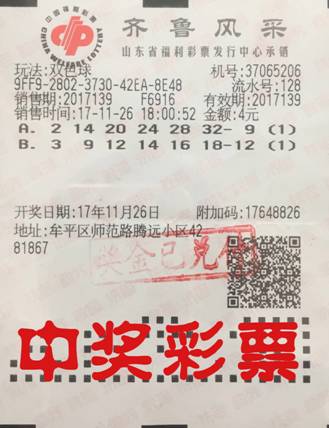 中国福利彩票
CHINA WELFARE LOTTERY
齐鲁风采
山东省福利彩票发行中心承销
玩法:双色球 机号:37065206
9FF9-2802-3730-42EA-8E48 流水号:128
销售期:2017139 F6916 有效期:2017139
销售时间:17-11-26 18:00:52 金额:4元
A. 2 14 20 24 28 32- 9 (1)
B. 3 9 12 14 16 18-12 (1)
开奖日期:17年11月26日 附加码:17648826
地址:牟平区师范路腾远小区42
81867
奖金已兑付
中奖彩票